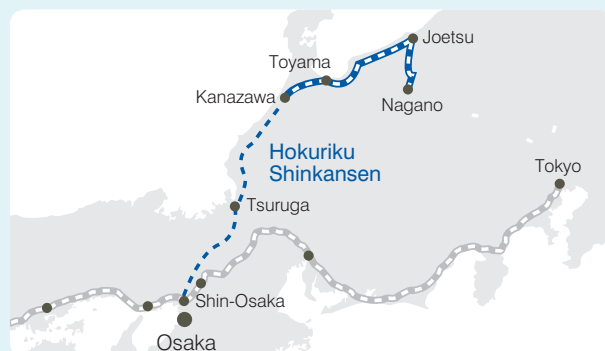 Joetsu
Toyama
Kanazawa
Nagano
Hokuriku
Shinkansen
Tokyo
Tsuruga
Shin-Osaka
Osaka